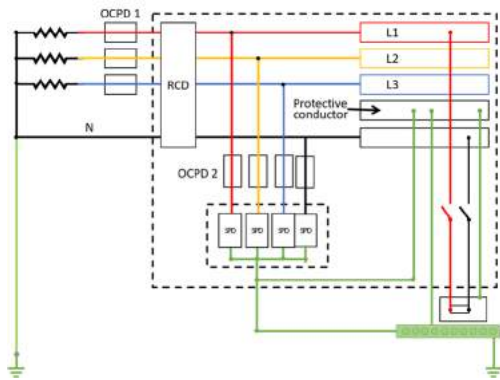 OCPD 1
L1
L2
L3
RCD
Protective
conductor
N
OCPD 2
SPD SPD SPD SPD